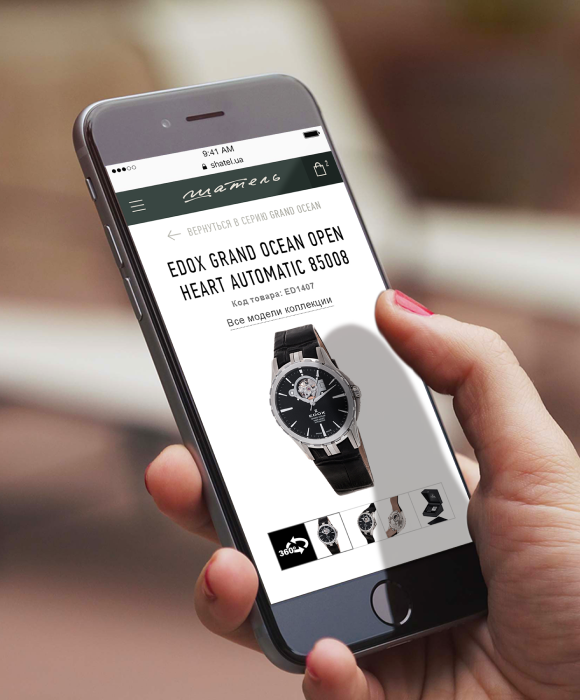 9:41 AM
shatel.ua
шатель
2
ВЕРНУТЬСЯ В СЕРИЮ GRAND OCEAN
EDOX GRAND OCEAN OPEN
HEART AUTOMATIC 85008
Код товара: ED1407
Все модели коллекции
EDOX
360°